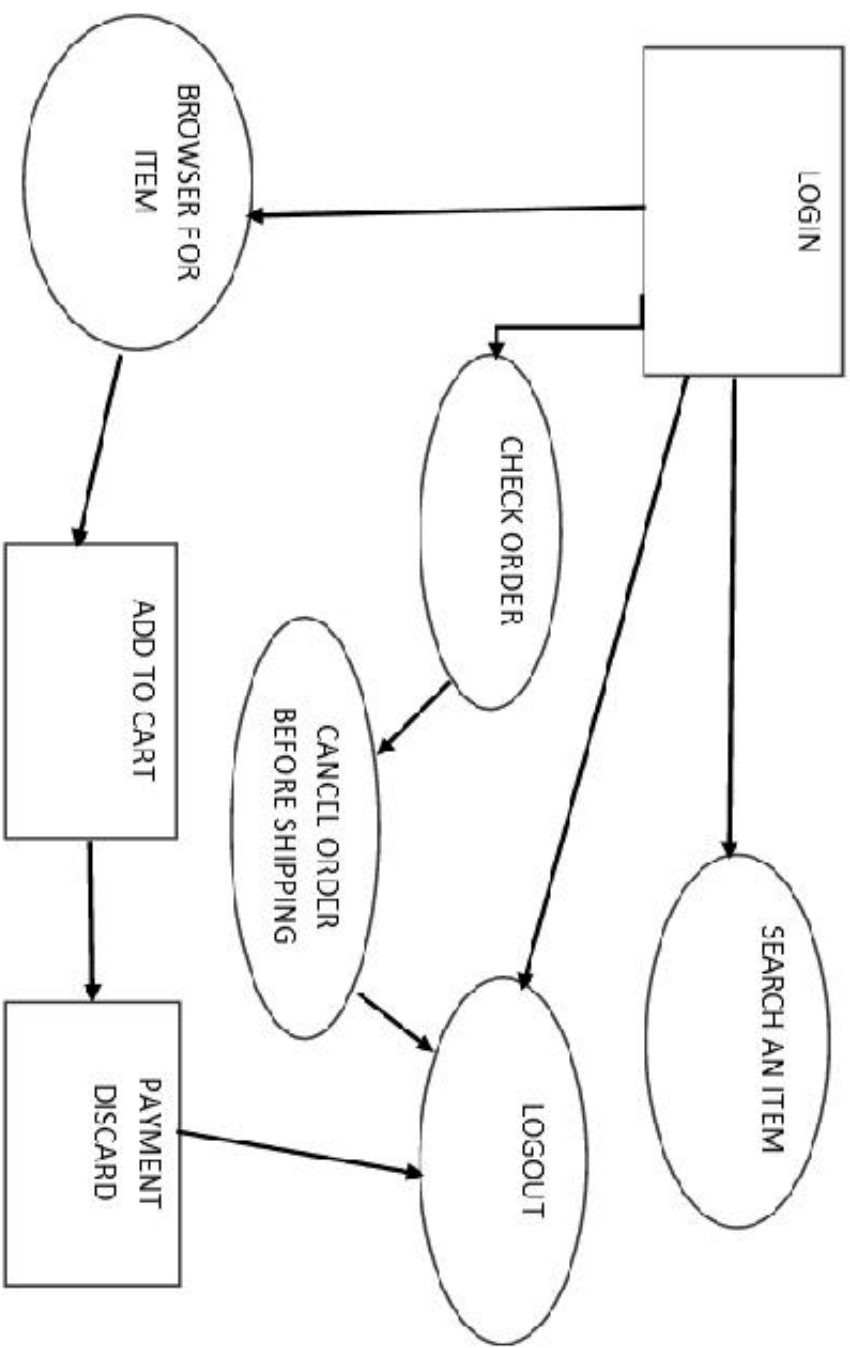 LOGIN
SEARCH AN ITEM
CHECK ORDER
LOGOUT
CANCEL ORDER
BEFORE SHIPPING
BROWSER FOR
ITEM
ADD TO CART
PAYMENT
DISCARD